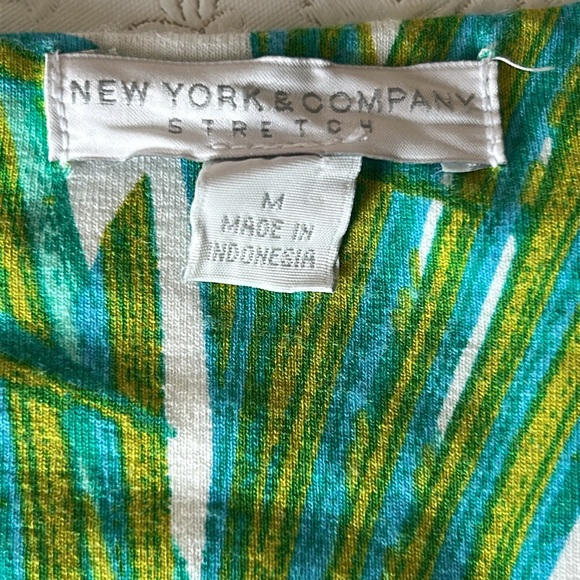 NEW YORK & COMPANY
STRETCH
M
MADE IN
INDONESIA